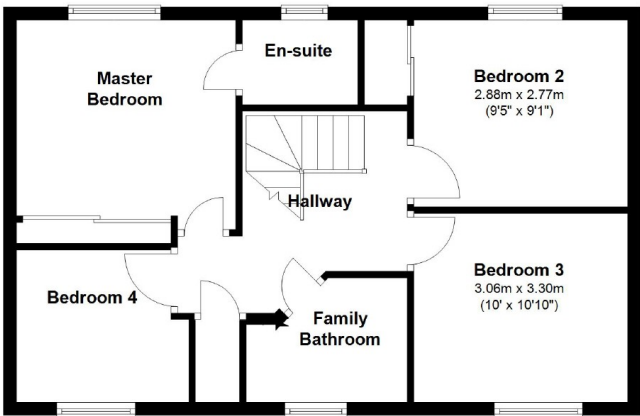 Master
Bedroom
En-suite
Bedroom 2
2.88m x 2.77m
(9'5" x 9'1")
Hallway
Bedroom 4
Family
Bathroom
Bedroom 3
3.06m x 3.30m
(10' x 10'10")